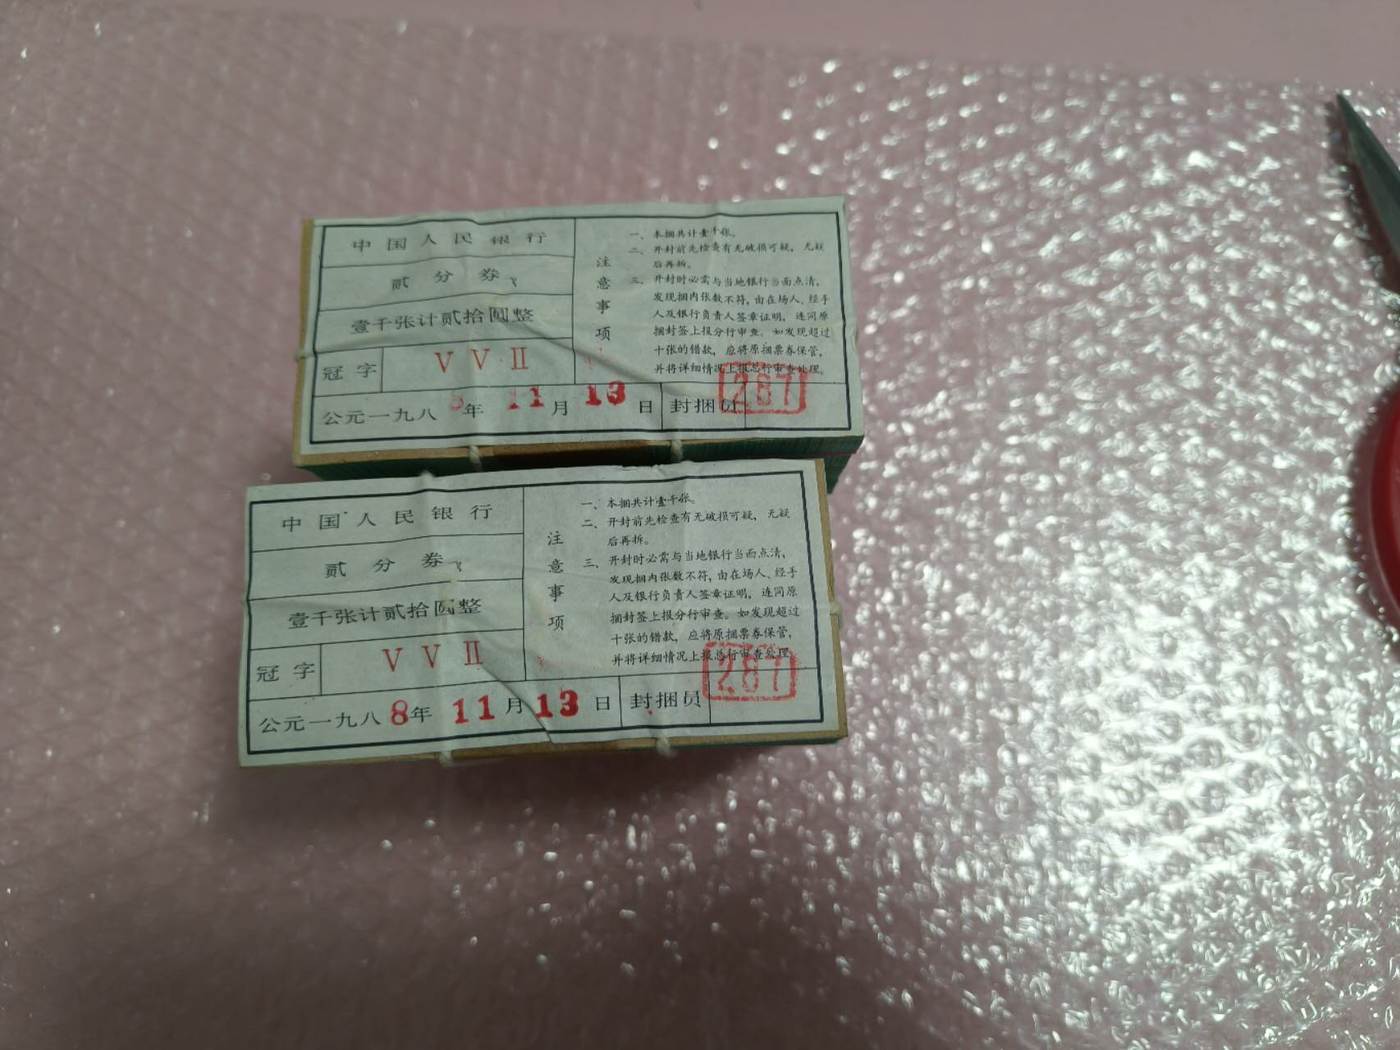 中国人民银行
贰分券
壹千张计贰拾圆整
冠字 V V II
公元一九八 年 11月13日 封捆员 287
注意事项
一、本捆共计壹千张。
二、开封前先检查有无破损可疑，无疑
后再拆。
三、开封时必需与当地银行当面点清，
发现捆内张数不符，由在场人、经手
人及银行负责人签章证明，连同原
捆封签上报分行审查。如发现超过
十张的错款，应将原捆票券保管，
并将详细情况上报总行审查处理。
中国人民银行
贰分券
壹千张计贰拾圆整
冠字 V V II
公元一九八8年11月13日 封捆员 287
注意事项
一、本捆共计壹千张。
二、开封前先检查有无破损可疑，无疑
后再拆。
三、开封时必需与当地银行当面点清，
发现捆内张数不符，由在场人、经手
人及银行负责人签章证明，连同原
捆封签上报分行审查。如发现超过
十张的错款，应将原捆票券保管，
并将详细情况上报总行审查处理。